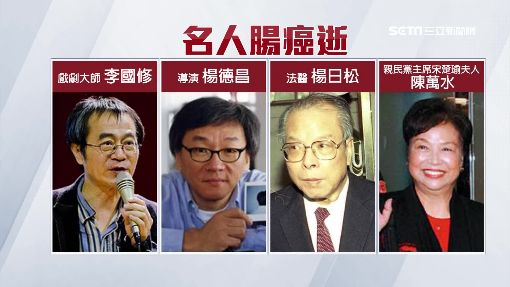 SETN三立新聞網
名人腸癌逝
戲劇大師 李國修
導演 楊德昌
法醫 楊日松
親民黨主席宋楚瑜夫人
陳萬水